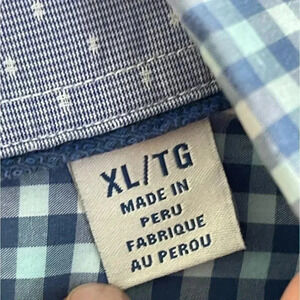 XL/TG
MADE IN
PERU
FABRIQUE
AU PEROU